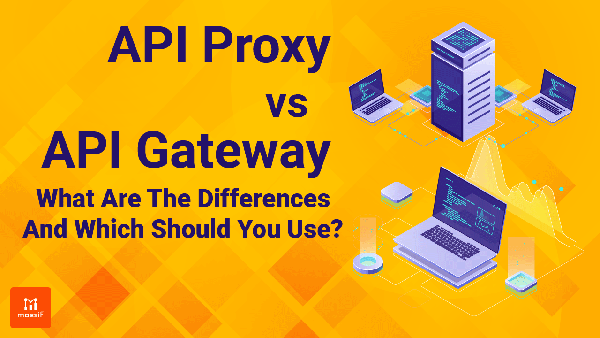 API Proxy
vs
API Gateway
What Are The Differences
And Which Should You Use?
moesif